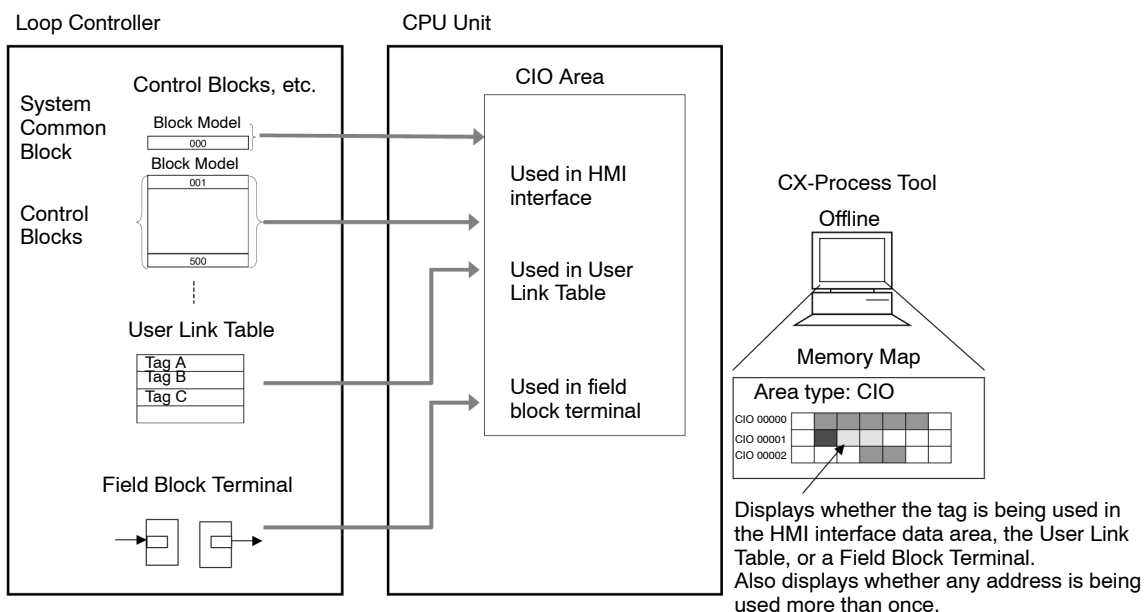 Loop Controller
CPU Unit
System
Common
Block
Control Blocks, etc.
Block Model
000
Block Model
001
Control
Blocks
500
User Link Table
Tag A
Tag B
Tag C
Field Block Terminal
CIO Area
Used in HMI
interface
Used in User
Link Table
Used in field
block terminal
CX-Process Tool
Offline
Memory Map
Area type: CIO
CIO 00000
CIO 00001
CIO 00002
Displays whether the tag is being used in
the HMI interface data area, the User Link
Table, or a Field Block Terminal.
Also displays whether any address is being
used more than once.